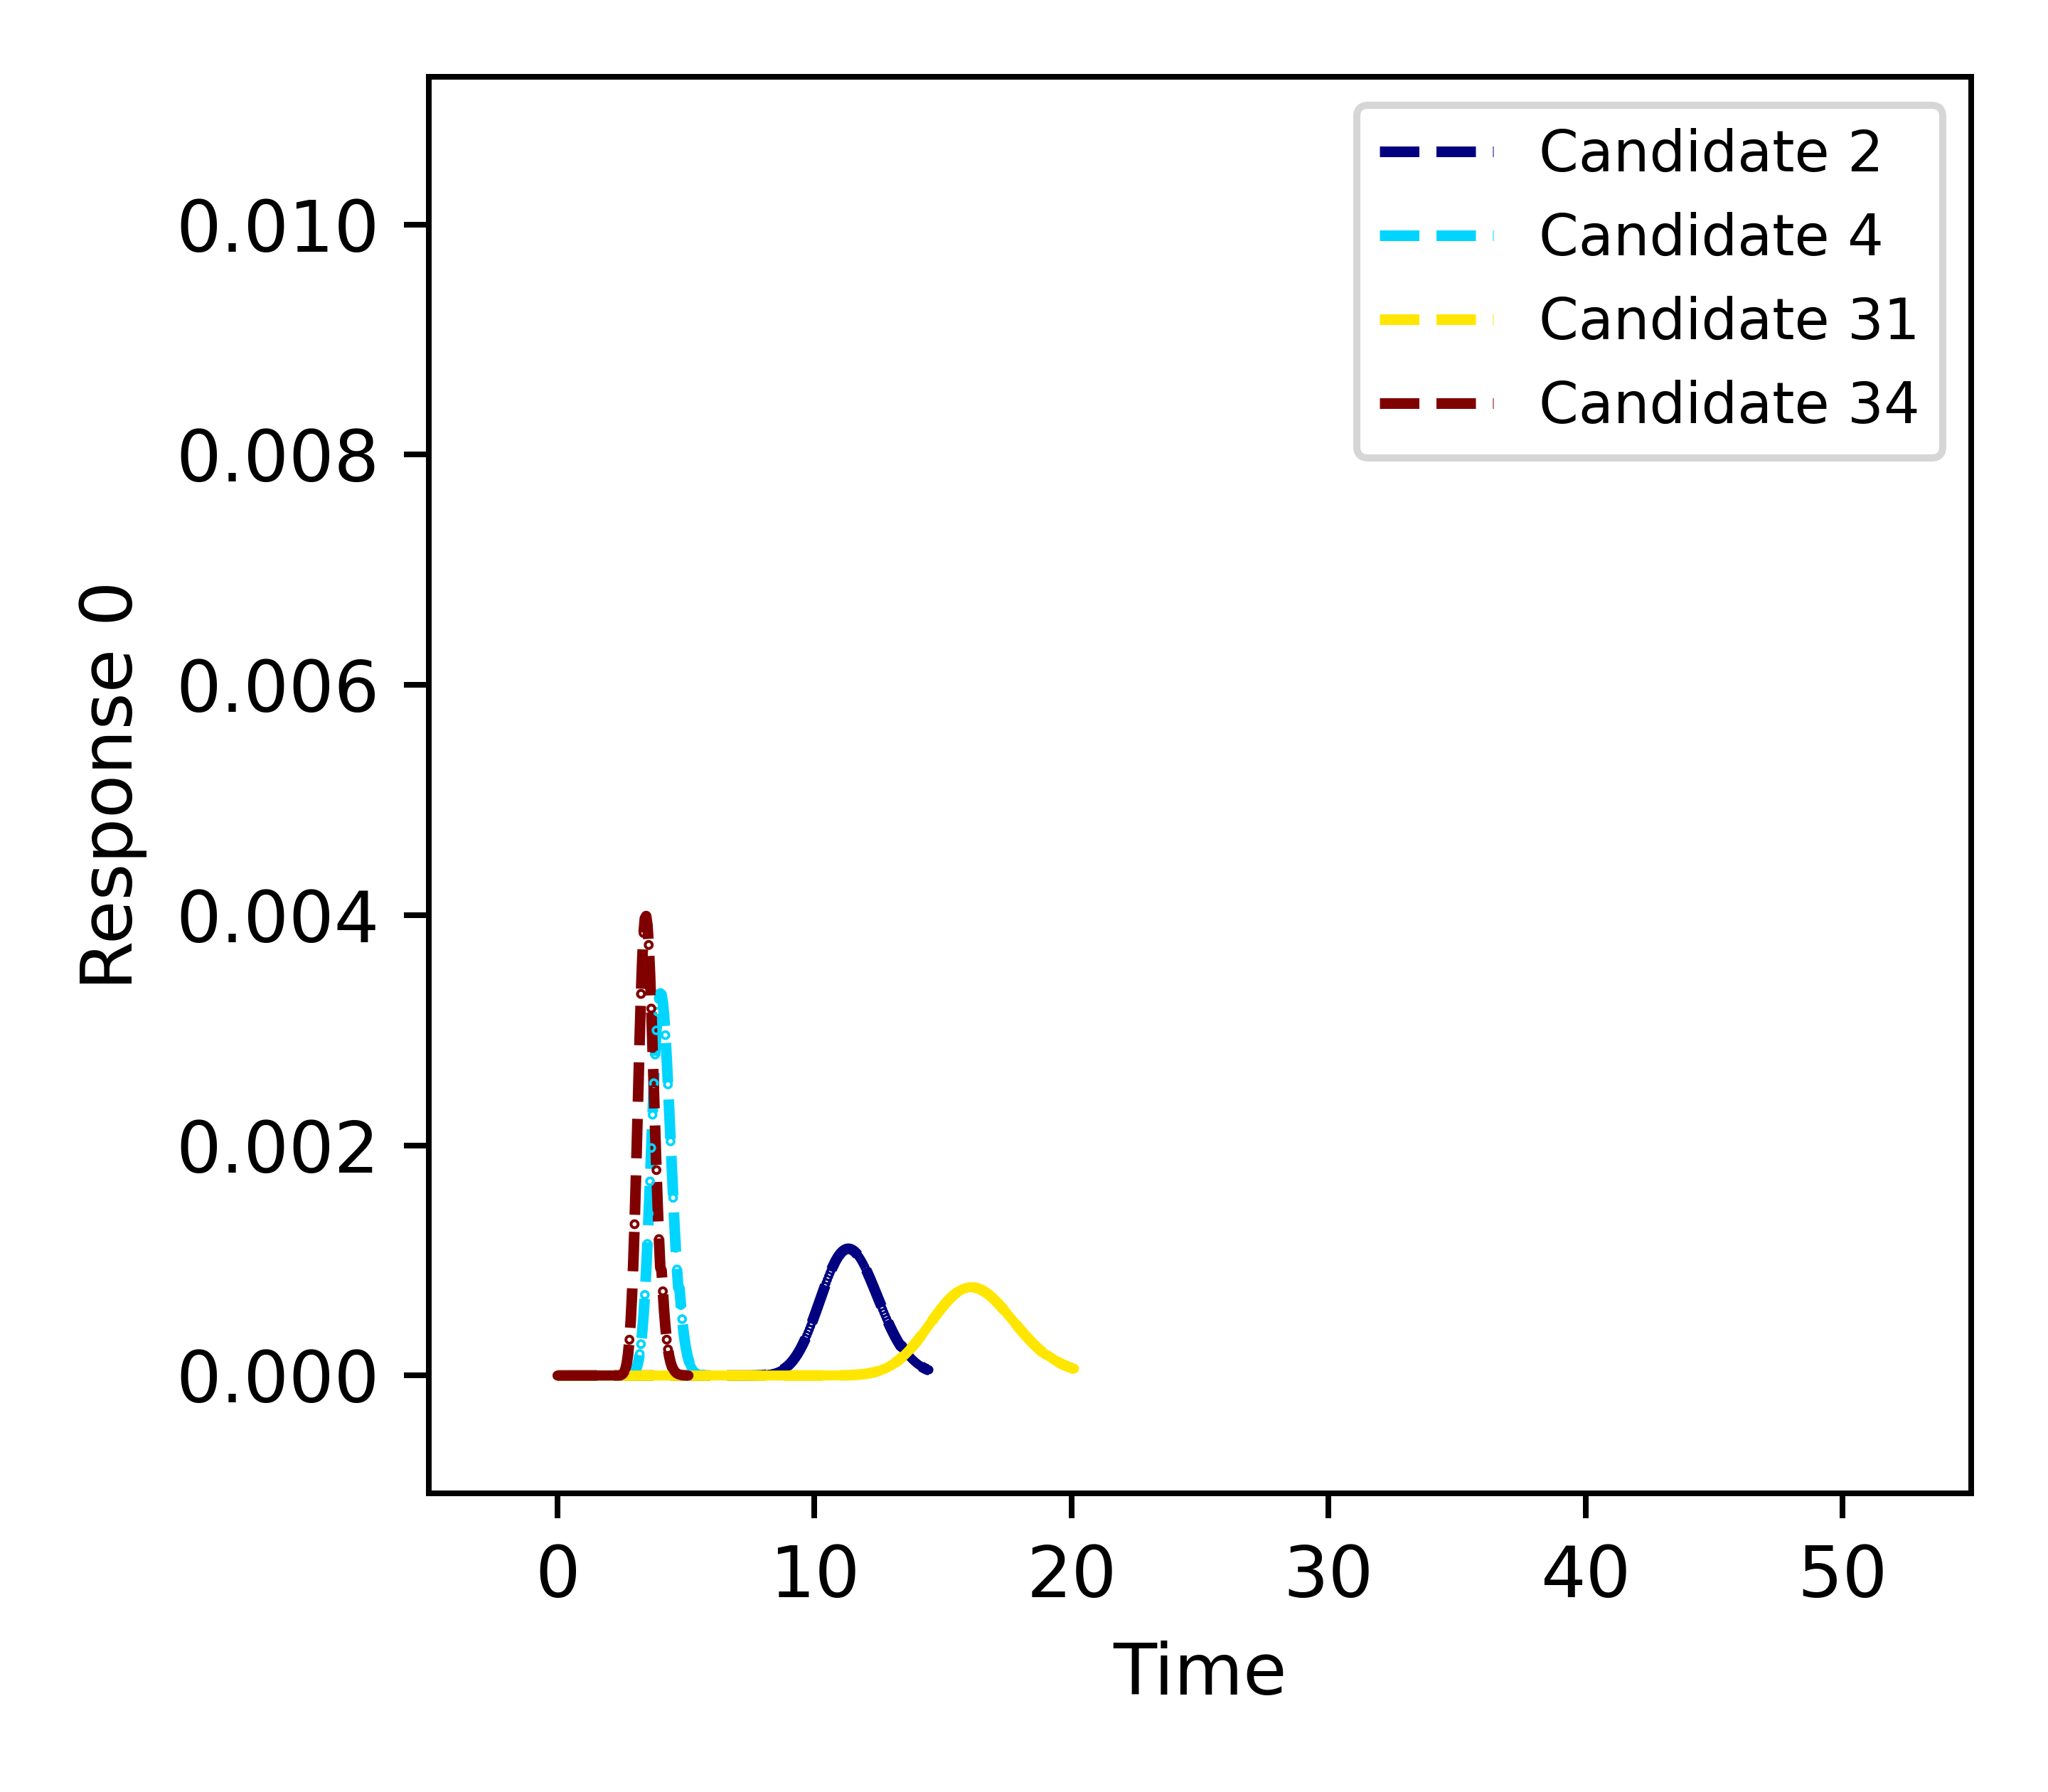 Candidate 2
Candidate 4
Candidate 31
Candidate 34
0.010
0.008
0.006
0.004
0.002
0.000
Response 0
0 10 20 30 40 50
Time